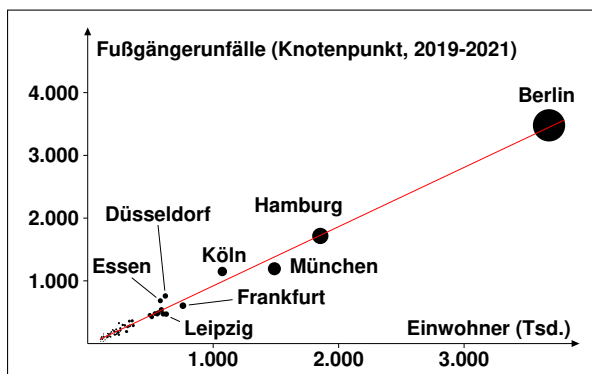 Fußgängerunfälle (Knotenpunkt, 2019-2021)
4.000
Berlin
3.000
Hamburg
Düsseldorf
2.000
Köln
München
Essen
1.000
Frankfurt
Leipzig
Einwohner (Tsd.)
1.000
2.000
3.000